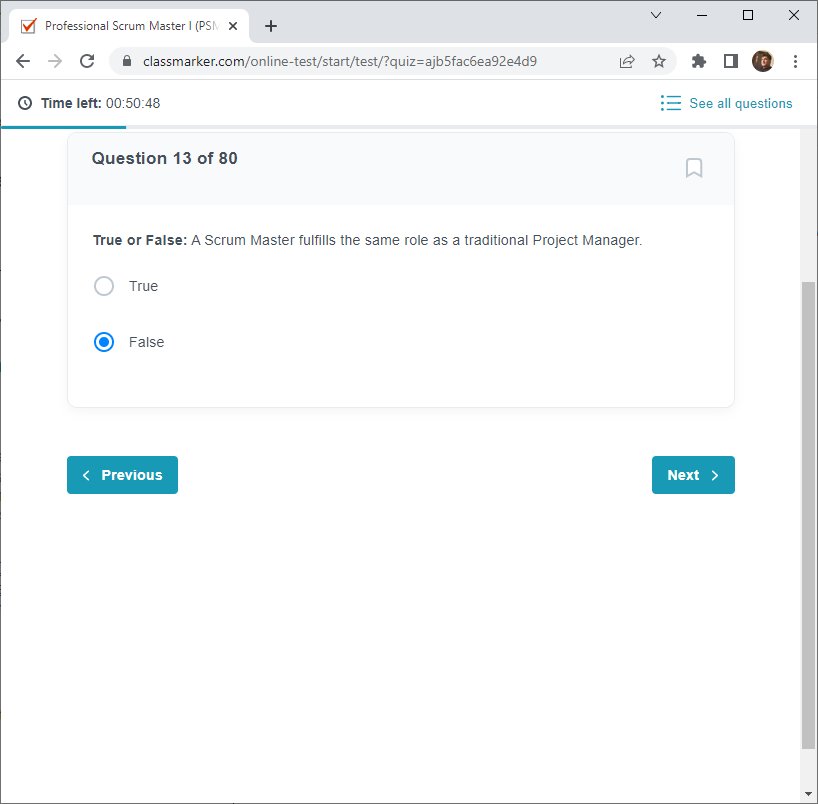 Professional Scrum Master I (PSM
classmarker.com/online-test/start/test/?quiz=ajb5fac6ea92e4d9
Time left: 00:50:48
See all questions
Question 13 of 80
True or False: A Scrum Master fulfills the same role as a traditional Project Manager.
True
False
Previous
Next